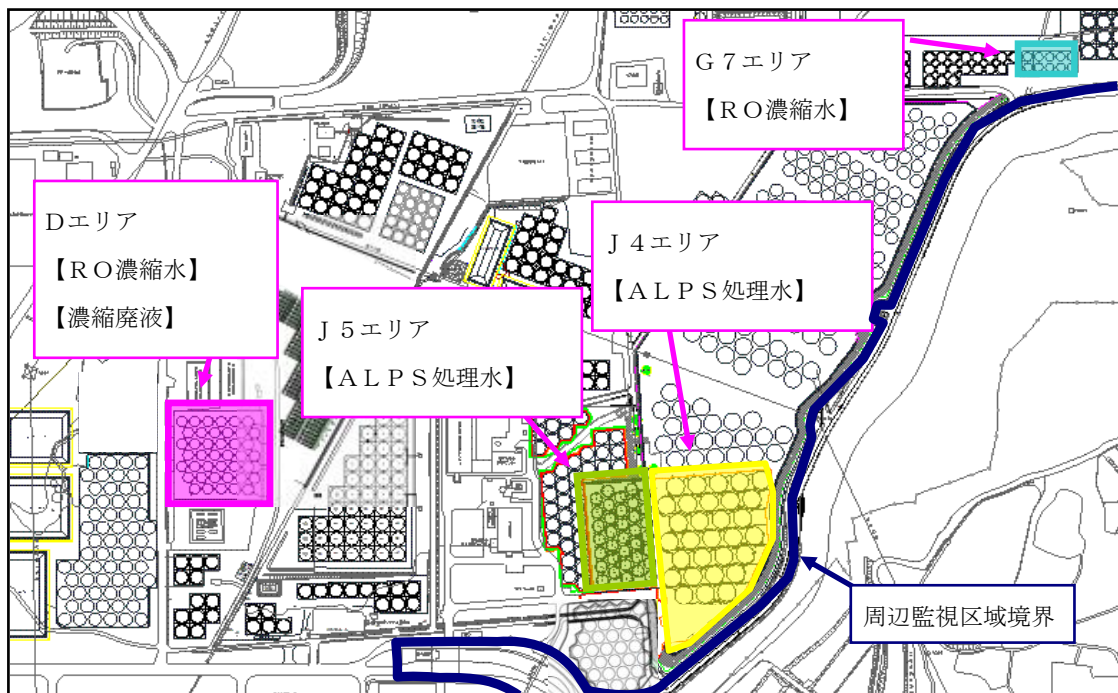 G7エリア
【RO濃縮水】
Dエリア
【RO濃縮水】
【濃縮廃液】
J5エリア
【ALPS処理水】
J4エリア
【ALPS処理水】
周辺監視区域境界